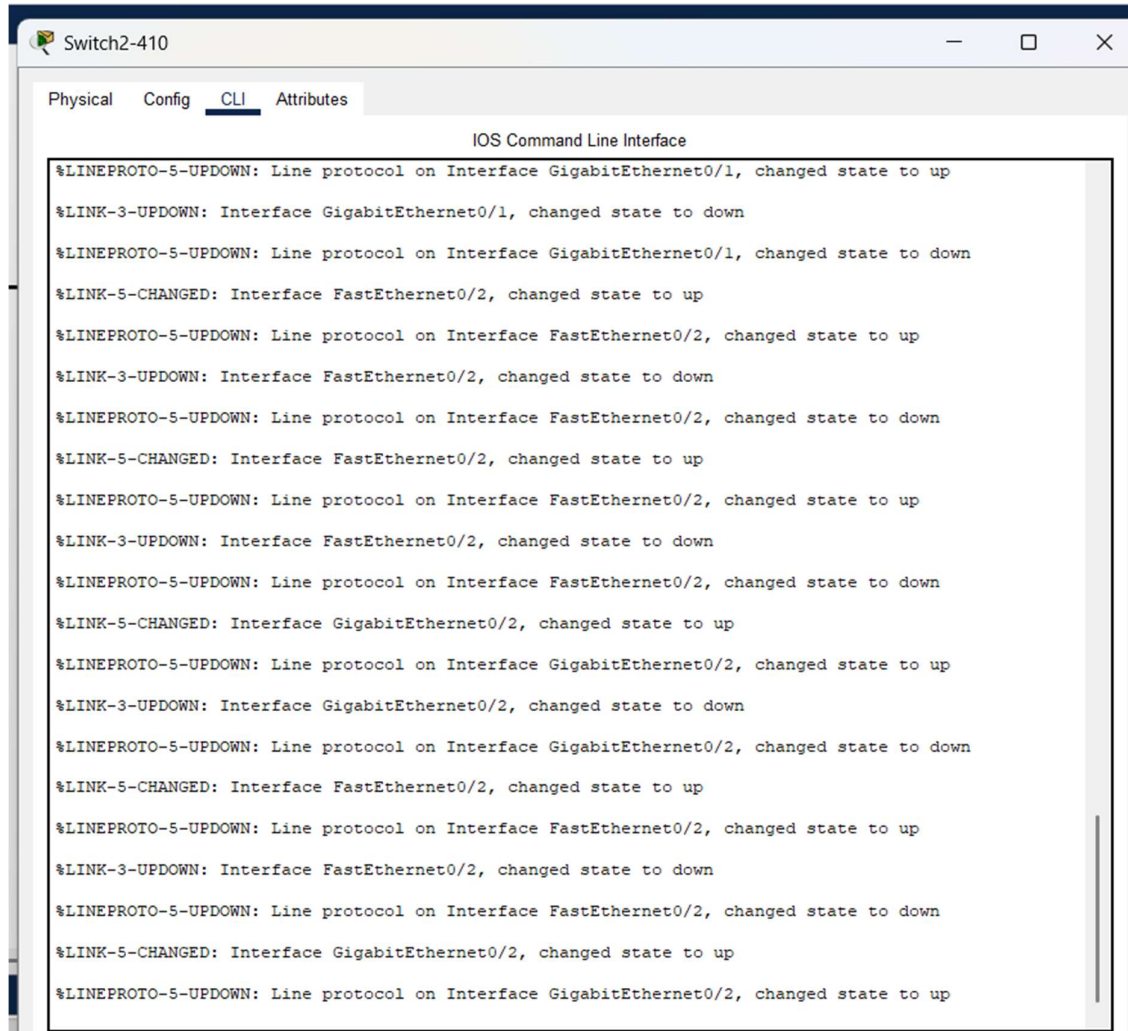 Switch2-410
Physical Config CLI Attributes
IOS Command Line Interface
%LINEPROTO-5-UPDOWN: Line protocol on Interface GigabitEthernet0/1, changed state to up
%LINK-3-UPDOWN: Interface GigabitEthernet0/1, changed state to down
%LINEPROTO-5-UPDOWN: Line protocol on Interface GigabitEthernet0/1, changed state to down
%LINK-5-CHANGED: Interface FastEthernet0/2, changed state to up
%LINEPROTO-5-UPDOWN: Line protocol on Interface FastEthernet0/2, changed state to up
%LINK-3-UPDOWN: Interface FastEthernet0/2, changed state to down
%LINEPROTO-5-UPDOWN: Line protocol on Interface FastEthernet0/2, changed state to down
%LINK-5-CHANGED: Interface FastEthernet0/2, changed state to up
%LINEPROTO-5-UPDOWN: Line protocol on Interface FastEthernet0/2, changed state to up
%LINK-3-UPDOWN: Interface FastEthernet0/2, changed state to down
%LINEPROTO-5-UPDOWN: Line protocol on Interface FastEthernet0/2, changed state to down
%LINK-5-CHANGED: Interface GigabitEthernet0/2, changed state to up
%LINEPROTO-5-UPDOWN: Line protocol on Interface GigabitEthernet0/2, changed state to up
%LINK-3-UPDOWN: Interface GigabitEthernet0/2, changed state to down
%LINEPROTO-5-UPDOWN: Line protocol on Interface GigabitEthernet0/2, changed state to down
%LINK-5-CHANGED: Interface FastEthernet0/2, changed state to up
%LINEPROTO-5-UPDOWN: Line protocol on Interface FastEthernet0/2, changed state to up
%LINK-3-UPDOWN: Interface FastEthernet0/2, changed state to down
%LINEPROTO-5-UPDOWN: Line protocol on Interface FastEthernet0/2, changed state to down
%LINK-5-CHANGED: Interface GigabitEthernet0/2, changed state to up
%LINEPROTO-5-UPDOWN: Line protocol on Interface GigabitEthernet0/2, changed state to up